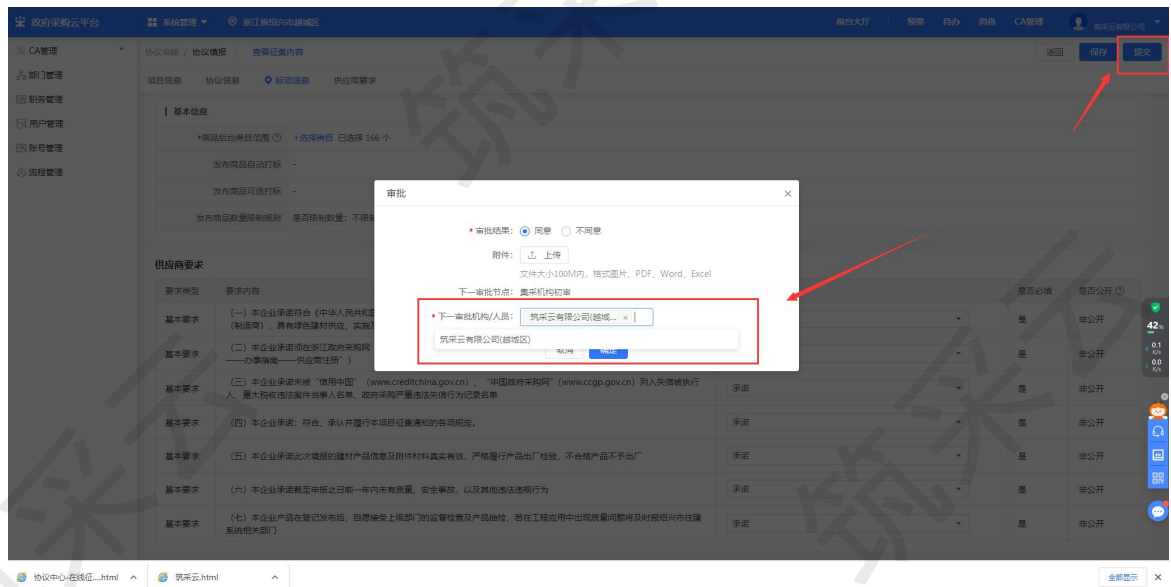 政府采购云平台
系统管理
浙江省绍兴市越城区
前台大厅
预警
待办
消息
CA管理
筑采云有限公司
CA管理
部门管理
职务管理
用户管理
账号管理
流程管理
协议审核 / 协议填报
查看征集内容
返回
保存
提交
项目信息
协议信息
标项信息
供应商要求
基本信息
*商品后台类目范围
+选择类目 已选择 166 个
发布商品自动打标 -
发布商品可选打标 -
发布商品数量限制规则 是否限制数量：不限制
审批
* 审批结果： 同意 不同意
附件： 上传
文件大小100M内，格式图片、PDF、Word、Excel
下一审批节点：集采机构初审
* 下一审批机构/人员： 筑采云有限公司(越城... ×
筑采云有限公司(越城区)
取消 确定
供应商要求
要求类型 要求内容 是否必填 是否公开
基本要求
（一）本企业承诺符合《中华人民共和国
（制造商），具有绿色建材供应、实施及
是 非公开
基本要求
（二）本企业承诺须在浙江政府采购网
——办事指南——供应商注册”）
是 非公开
基本要求
（三）本企业承诺未被“信用中国”（www.creditchina.gov.cn）、“中国政府采购网”（www.ccgp.gov.cn）列入失信被执行
人、重大税收违法案件当事人名单、政府采购严重违法失信行为记录名单
承诺 是 非公开
基本要求 （四）本企业承诺：符合、承认并履行本项目征集通知的各项规定。 承诺 是 非公开
基本要求 （五）本企业承诺此次填报的建材产品信息及附件材料真实有效，严格履行产品出厂检验，不合格产品不予出厂 承诺 是 非公开
基本要求 （六）本企业承诺截至申报之日前一年内未有质量、安全事故，以及其他违法违规行为 承诺 是 非公开
基本要求
（七）本企业产品在登记发布后，自愿接受上级部门的监督检查及产品抽检，若在工程应用中出现质量问题将及时报绍兴市住建
系统相关部门
承诺 是 非公开
42%
0.1
K/s
0.0
K/s
协议中心-在线征....html
筑采云.html
全部显示
筑采云